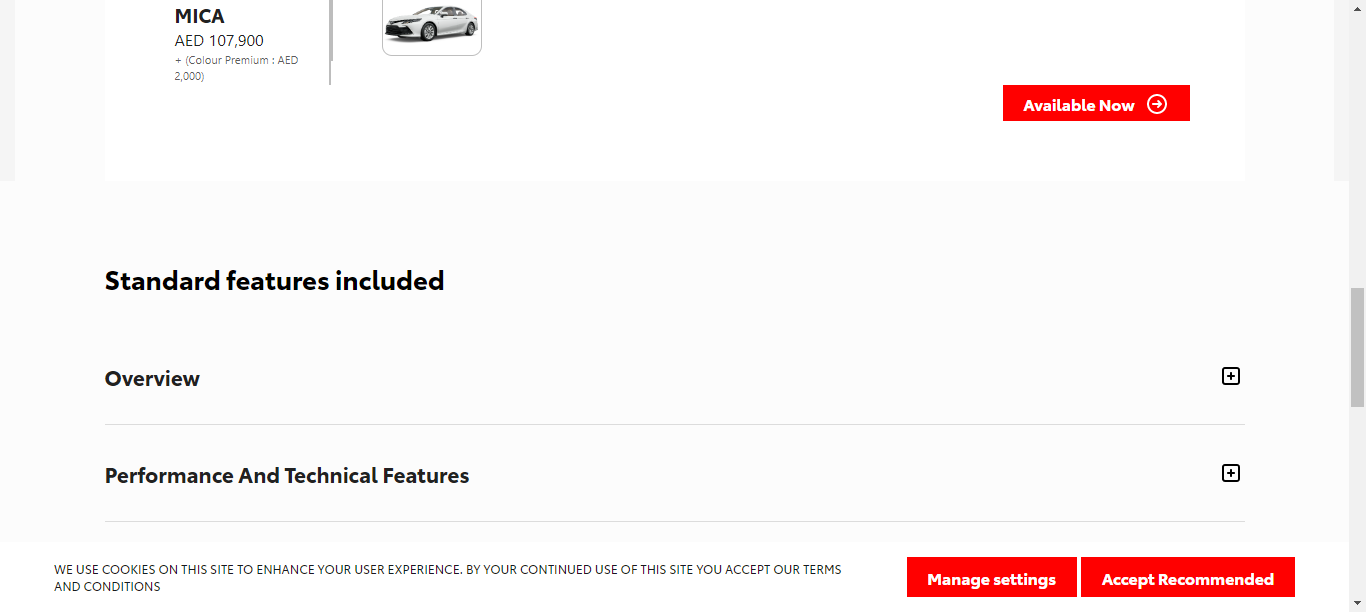 MICA
AED 107,900
+ (Colour Premium : AED
2,000)
Available Now
Standard features included
Overview
Performance And Technical Features
WE USE COOKIES ON THIS SITE TO ENHANCE YOUR USER EXPERIENCE. BY YOUR CONTINUED USE OF THIS SITE YOU ACCEPT OUR TERMS
AND CONDITIONS
Manage settings
Accept Recommended